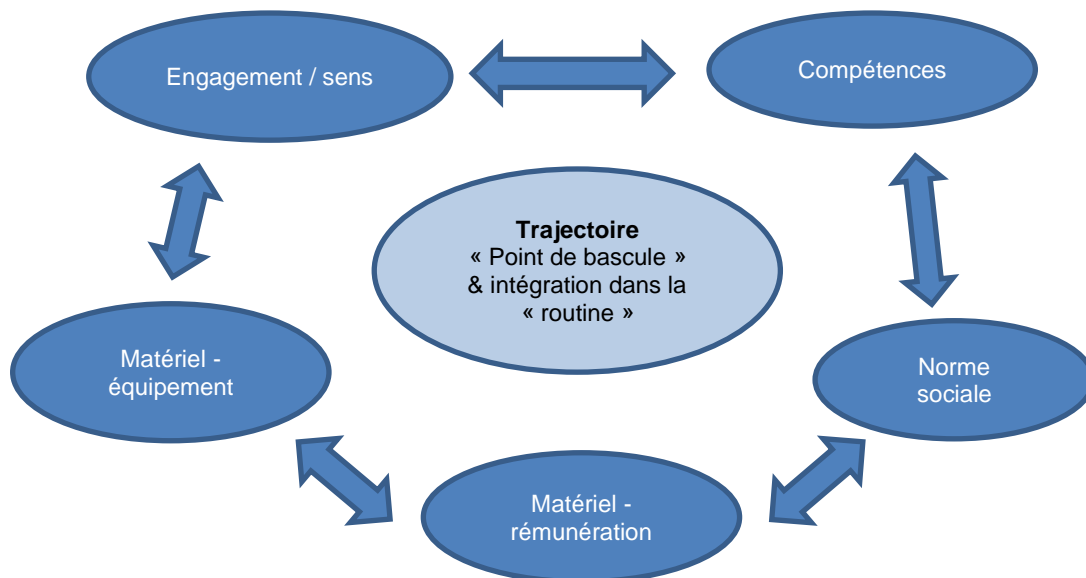 Engagement / sens
Compétences
Trajectoire
« Point de bascule »
& intégration dans la
« routine »
Matériel -
équipement
Norme
sociale
Matériel -
rémunération